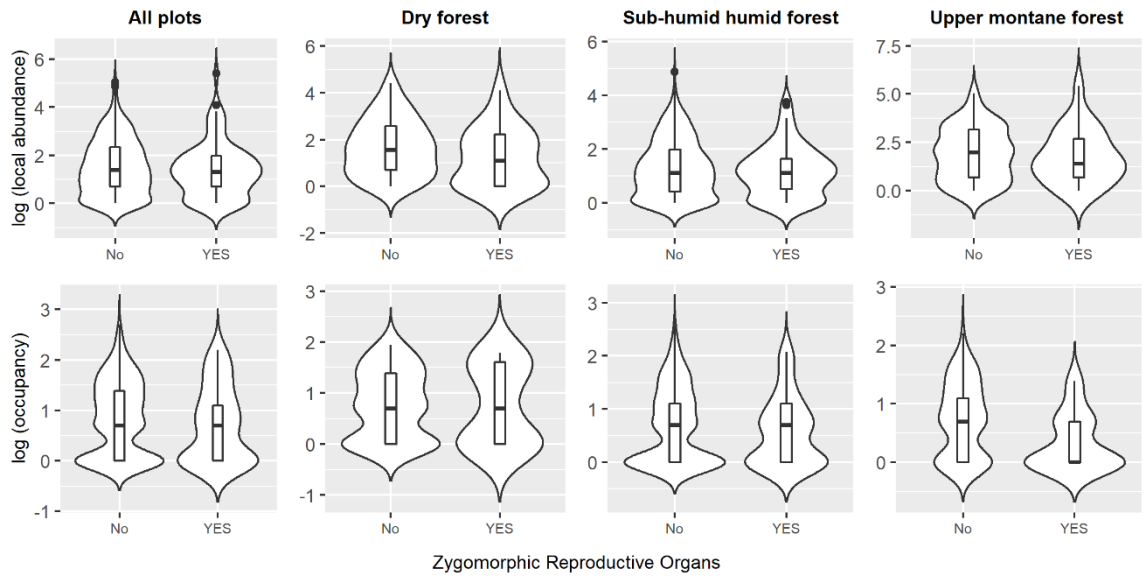 All plots Dry forest Sub-humid humid forest Upper montane forest
log (local abundance)
6
4
2
0
No YES
6
4
2
0
-2
No YES
6
4
2
0
No YES
7.5
5.0
2.5
0.0
No YES
log (occupancy)
3
2
1
0
-1
No YES
3
2
1
0
-1
No YES
3
2
1
0
No YES
3
2
1
0
No YES
Zygomorphic Reproductive Organs